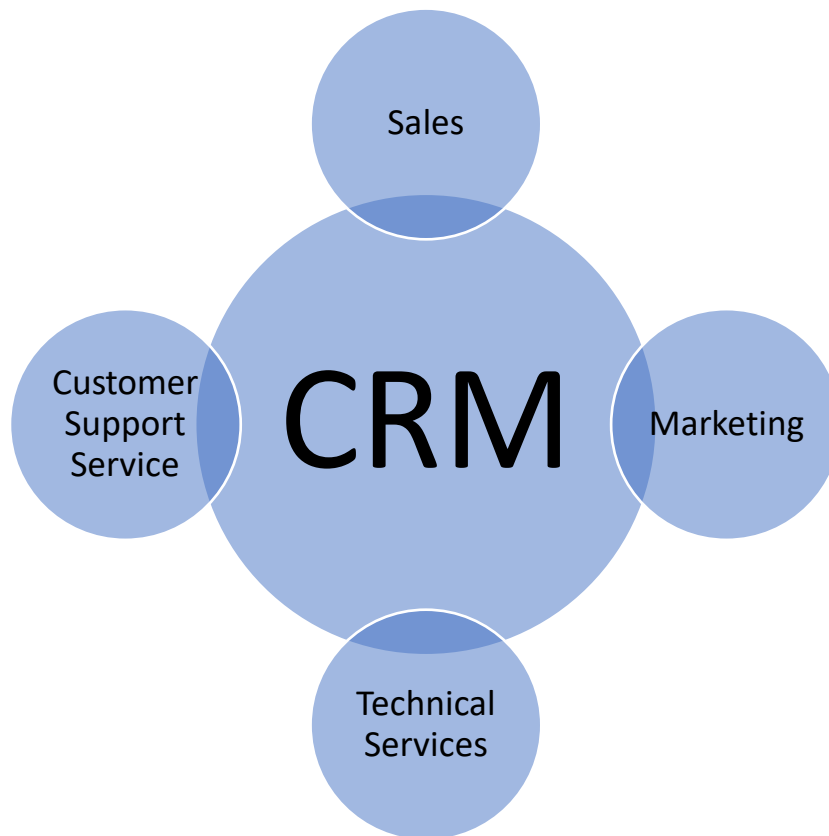 Sales
Customer
Support
Service
CRM
Marketing
Technical
Services